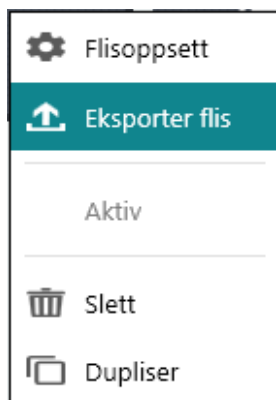 Flisoppsett
Eksporter flis
Aktiv
Slett
Dupliser